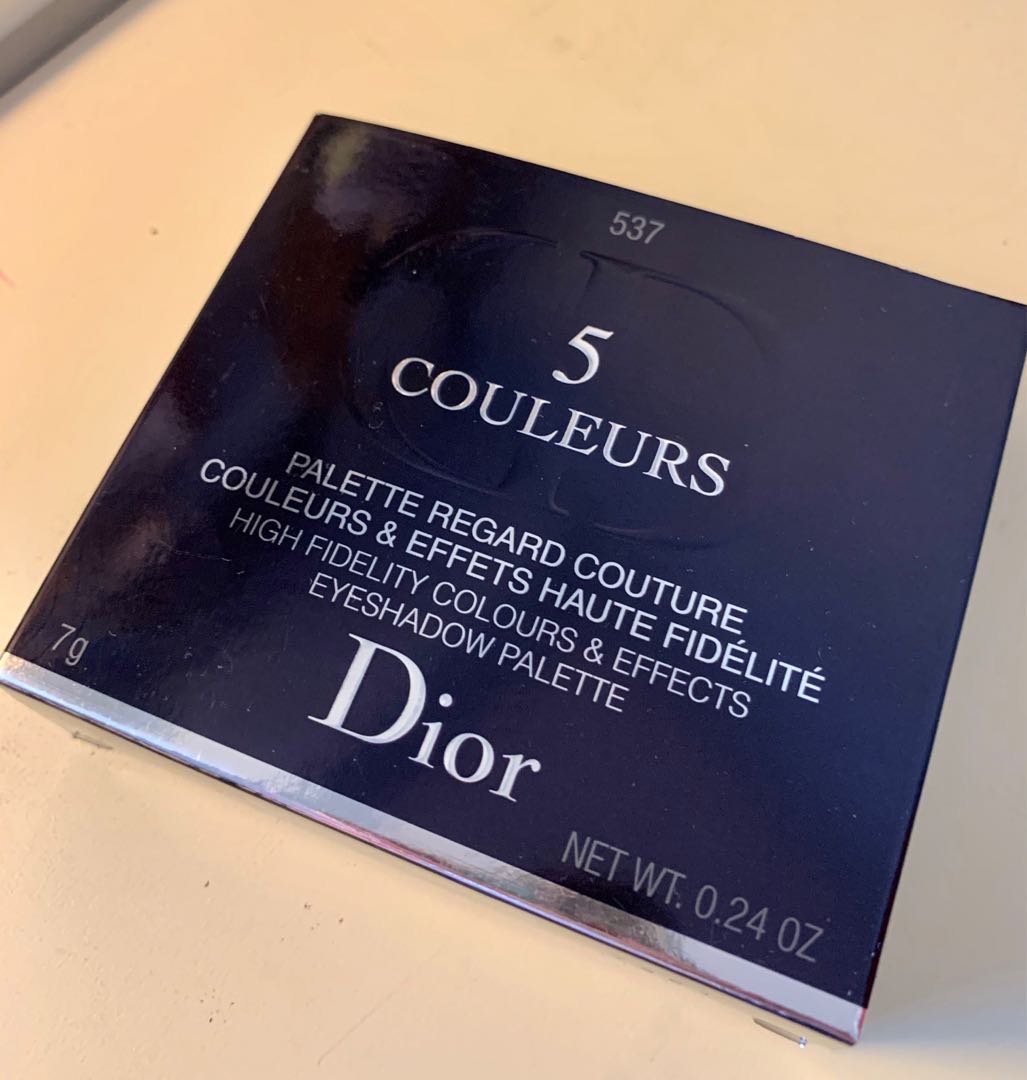 537
5
COULEURS
PALETTE REGARD COUTURE
COULEURS & EFFETS HAUTE FIDÉLITÉ
HIGH FIDELITY COLOURS & EFFECTS
EYESHADOW PALETTE
7g
Dior
NET WT. 0.24 OZ
CD